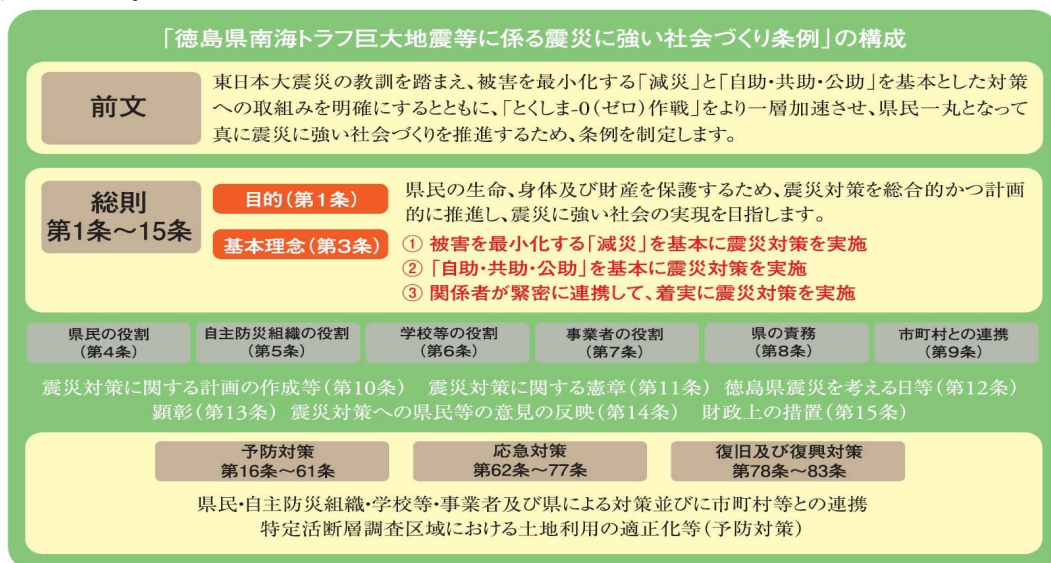 「徳島県南海トラフ巨大地震等に係る震災に強い社会づくり条例」の構成
前文
東日本大震災の教訓を踏まえ、被害を最小化する「減災」と「自助・共助・公助」を基本とした対策
への取組みを明確にするとともに、「とくしま-0(ゼロ)作戦」をより一層加速させ、県民一丸となって
真に震災に強い社会づくりを推進するため、条例を制定します。
総則
第1条〜15条
目的(第1条)
県民の生命、身体及び財産を保護するため、震災対策を総合的かつ計画
的に推進し、震災に強い社会の実現を目指します。
基本理念(第3条)
① 被害を最小化する「減災」を基本に震災対策を実施
② 「自助・共助・公助」を基本に震災対策を実施
③ 関係者が緊密に連携して、着実に震災対策を実施
県民の役割
(第4条)
自主防災組織の役割
(第5条)
学校等の役割
(第6条)
事業者の役割
(第7条)
県の責務
(第8条)
市町村との連携
(第9条)
震災対策に関する計画の作成等(第10条) 震災対策に関する憲章(第11条) 徳島県震災を考える日等(第12条)
顕彰(第13条) 震災対策への県民等の意見の反映(第14条) 財政上の措置(第15条)
予防対策
第16条〜61条
応急対策
第62条〜77条
復旧及び復興対策
第78条〜83条
県民・自主防災組織・学校等・事業者及び県による対策並びに市町村等との連携
特定活断層調査区域における土地利用の適正化等(予防対策)